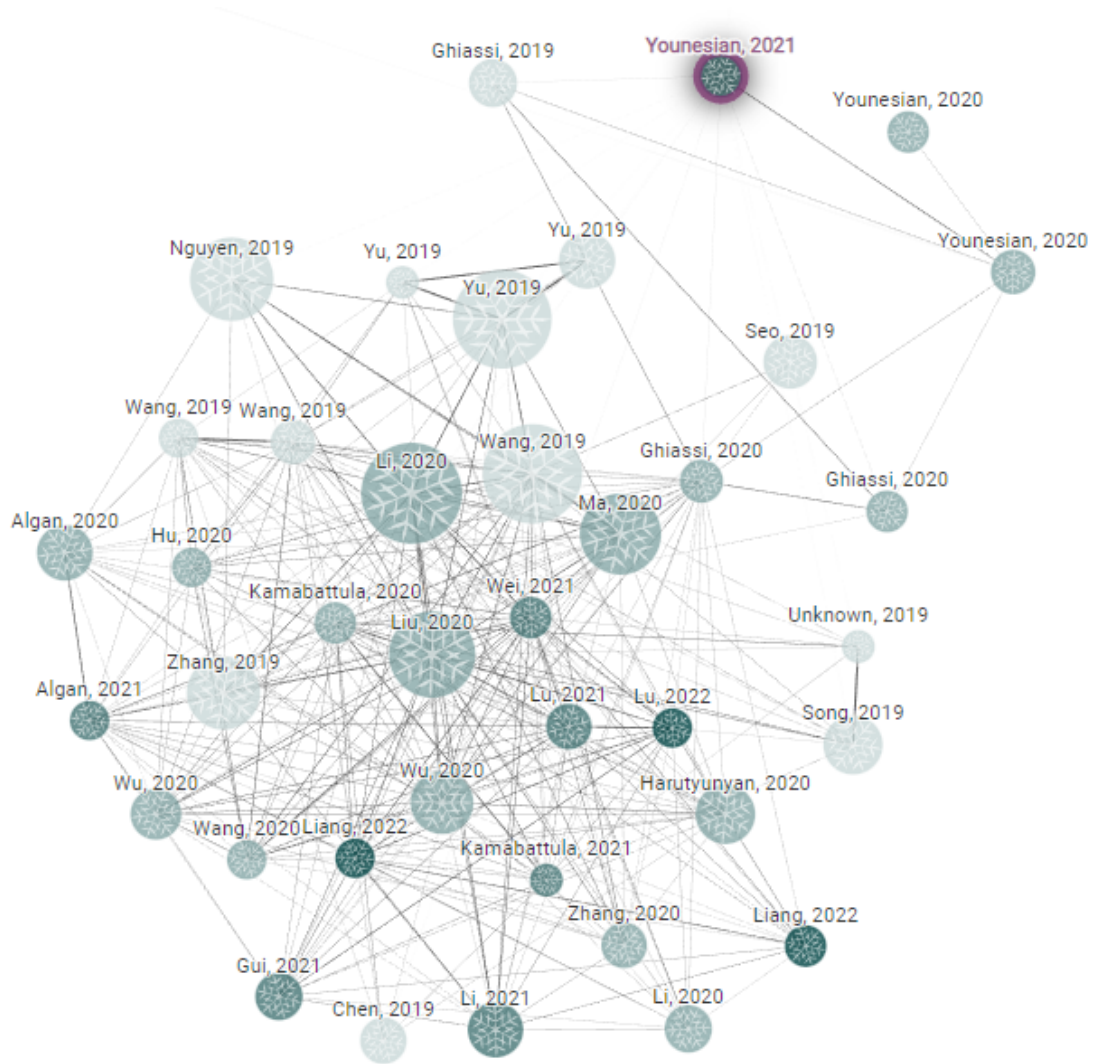 Ghiassi, 2019
Younesian, 2021
Younesian, 2020
Younesian, 2020
Nguyen, 2019
Yu, 2019
Yu, 2019
Yu, 2019
Seo, 2019
Wang, 2019
Wang, 2019
Wang, 2019
Li, 2020
Ghiassi, 2020
Ghiassi, 2020
Ma, 2020
Algan, 2020
Hu, 2020
Kamabattula, 2020
Wei, 2021
Liu, 2020
Unknown, 2019
Zhang, 2019
Algan, 2021
Lu, 2021
Lu, 2022
Song, 2019
Wu, 2020
Wu, 2020
Harutyunyan, 2020
Wang, 2020
Liang, 2022
Kamabattula, 2021
Zhang, 2020
Liang, 2022
Gui, 2021
Chen, 2019
Li, 2021
Li, 2020